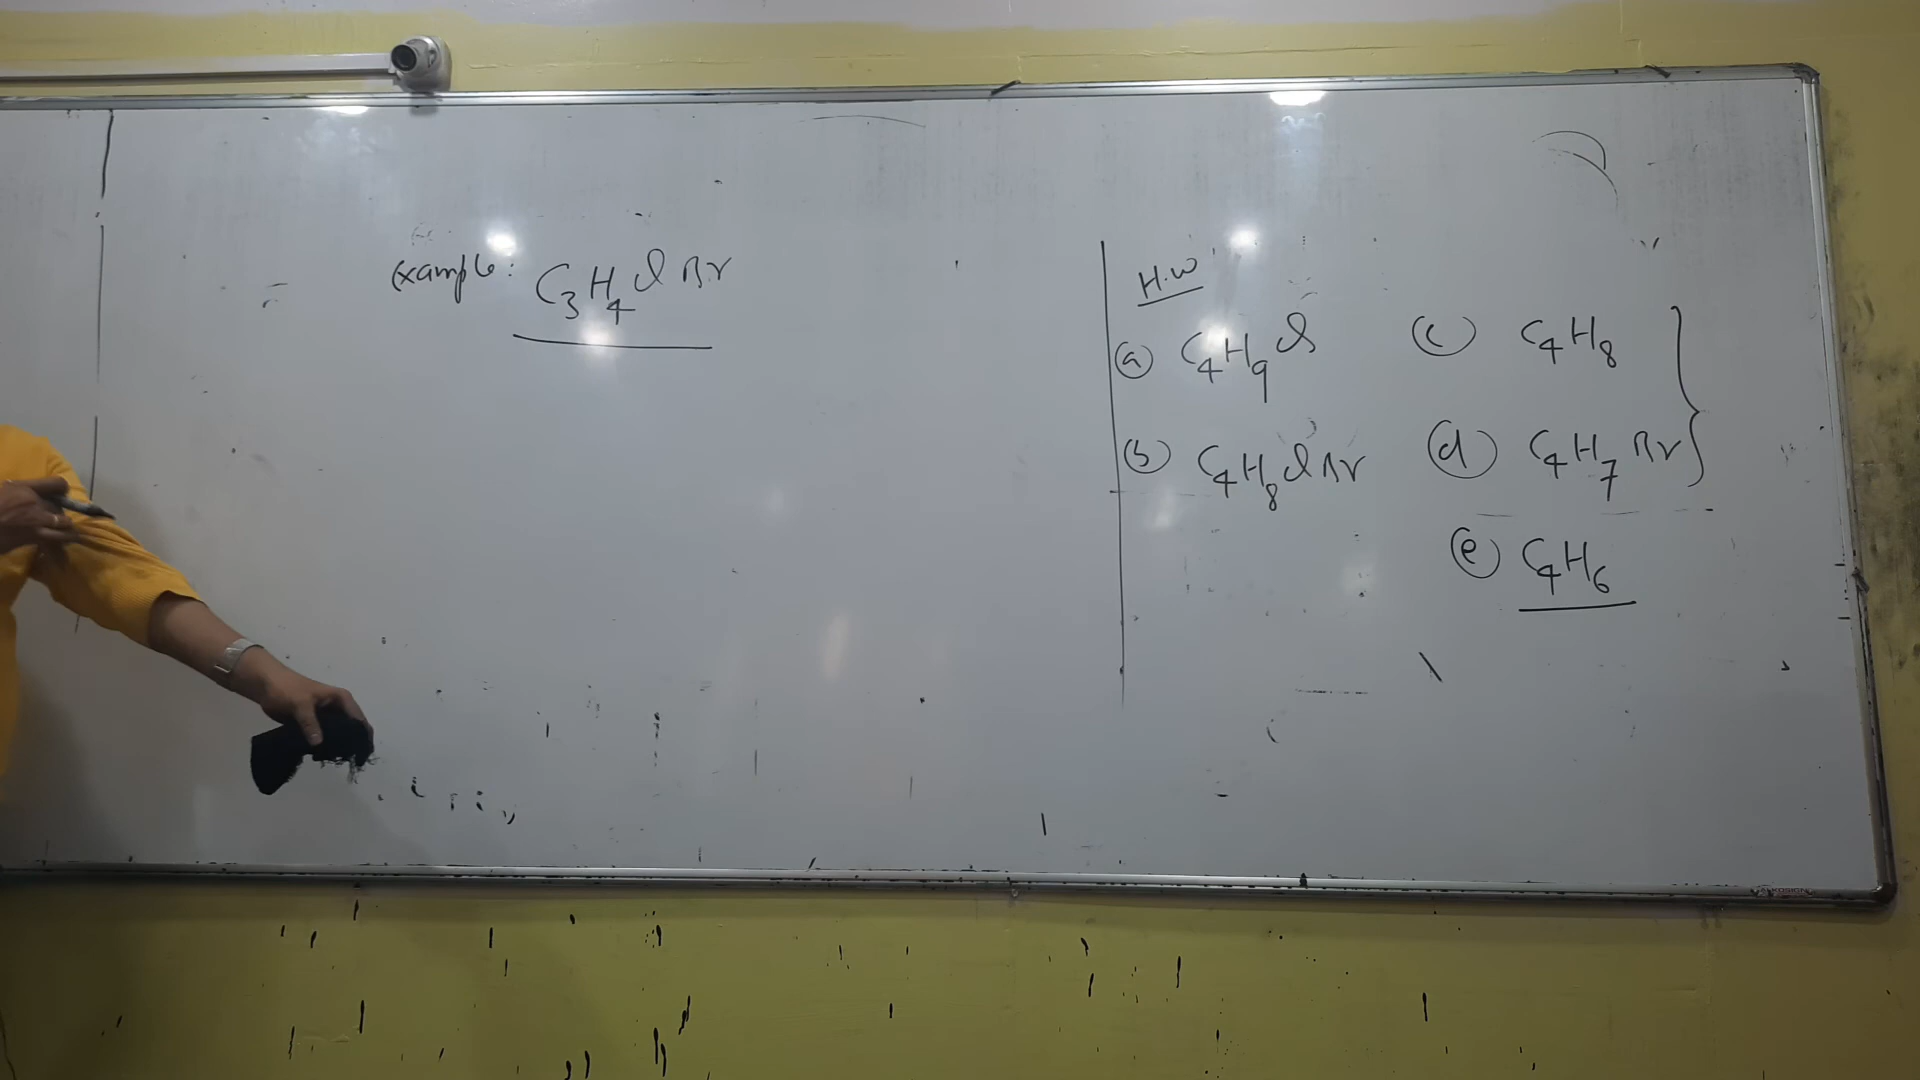 Example: C₃H₄ClBr
H.W
(a) C₄H₉Cl
(c) C₄H₈
(b) C₄H₈ClBr
(d) C₄H₇Br
(e) C₄H₆